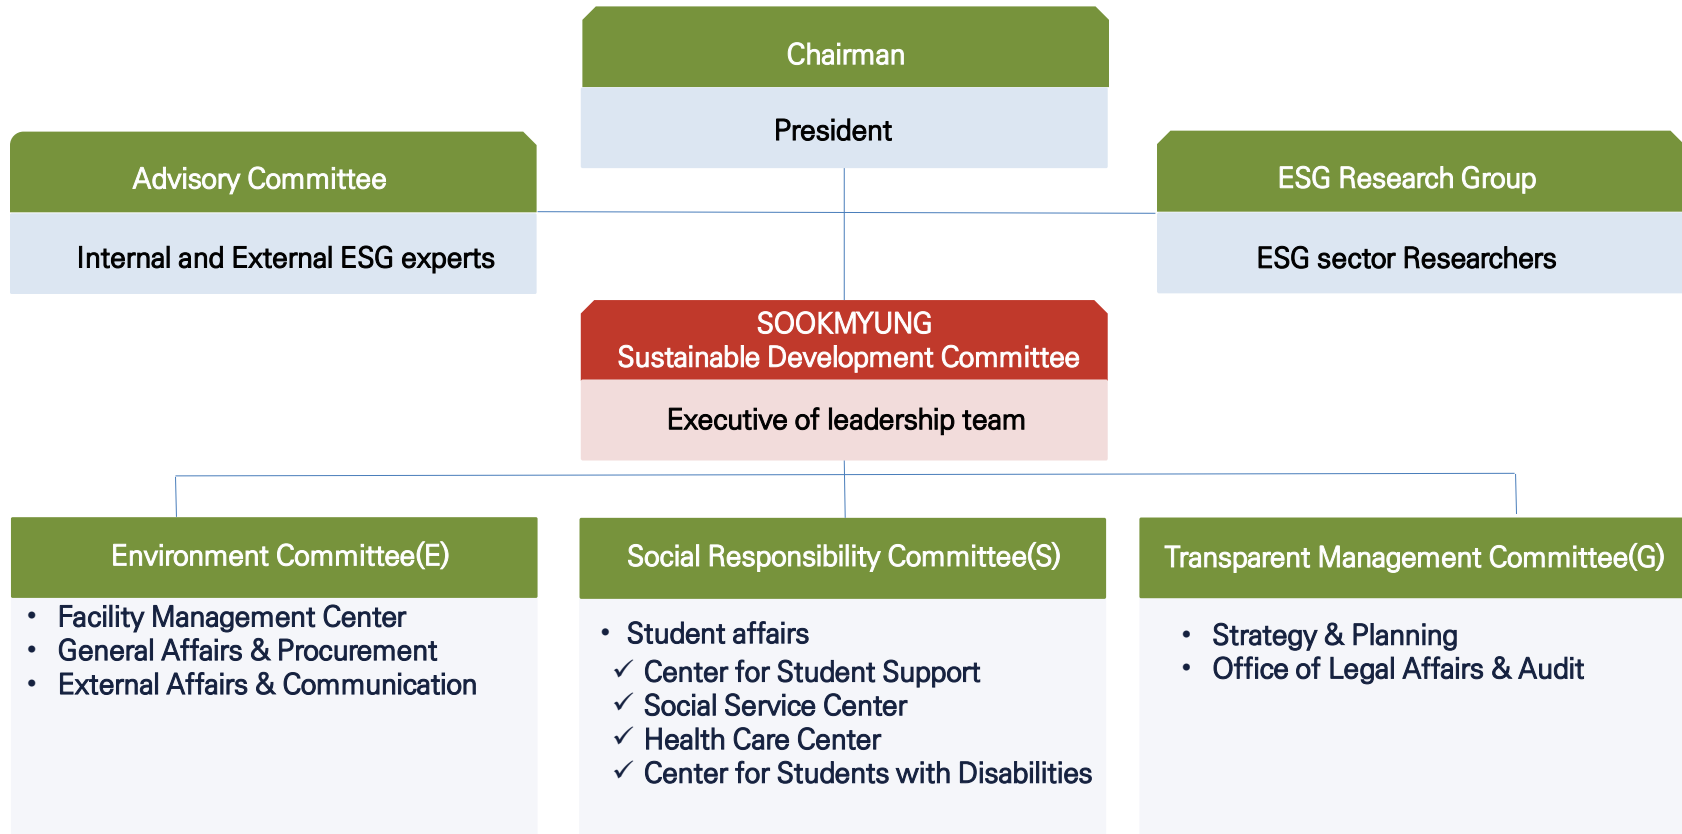 Chairman
President
Advisory Committee
Internal and External ESG experts
ESG Research Group
ESG sector Researchers
SOOKMYUNG
Sustainable Development Committee
Executive of leadership team
Environment Committee(E)
• Facility Management Center
• General Affairs & Procurement
• External Affairs & Communication
Social Responsibility Committee(S)
• Student affairs
✓ Center for Student Support
✓ Social Service Center
✓ Health Care Center
✓ Center for Students with Disabilities
Transparent Management Committee(G)
• Strategy & Planning
• Office of Legal Affairs & Audit